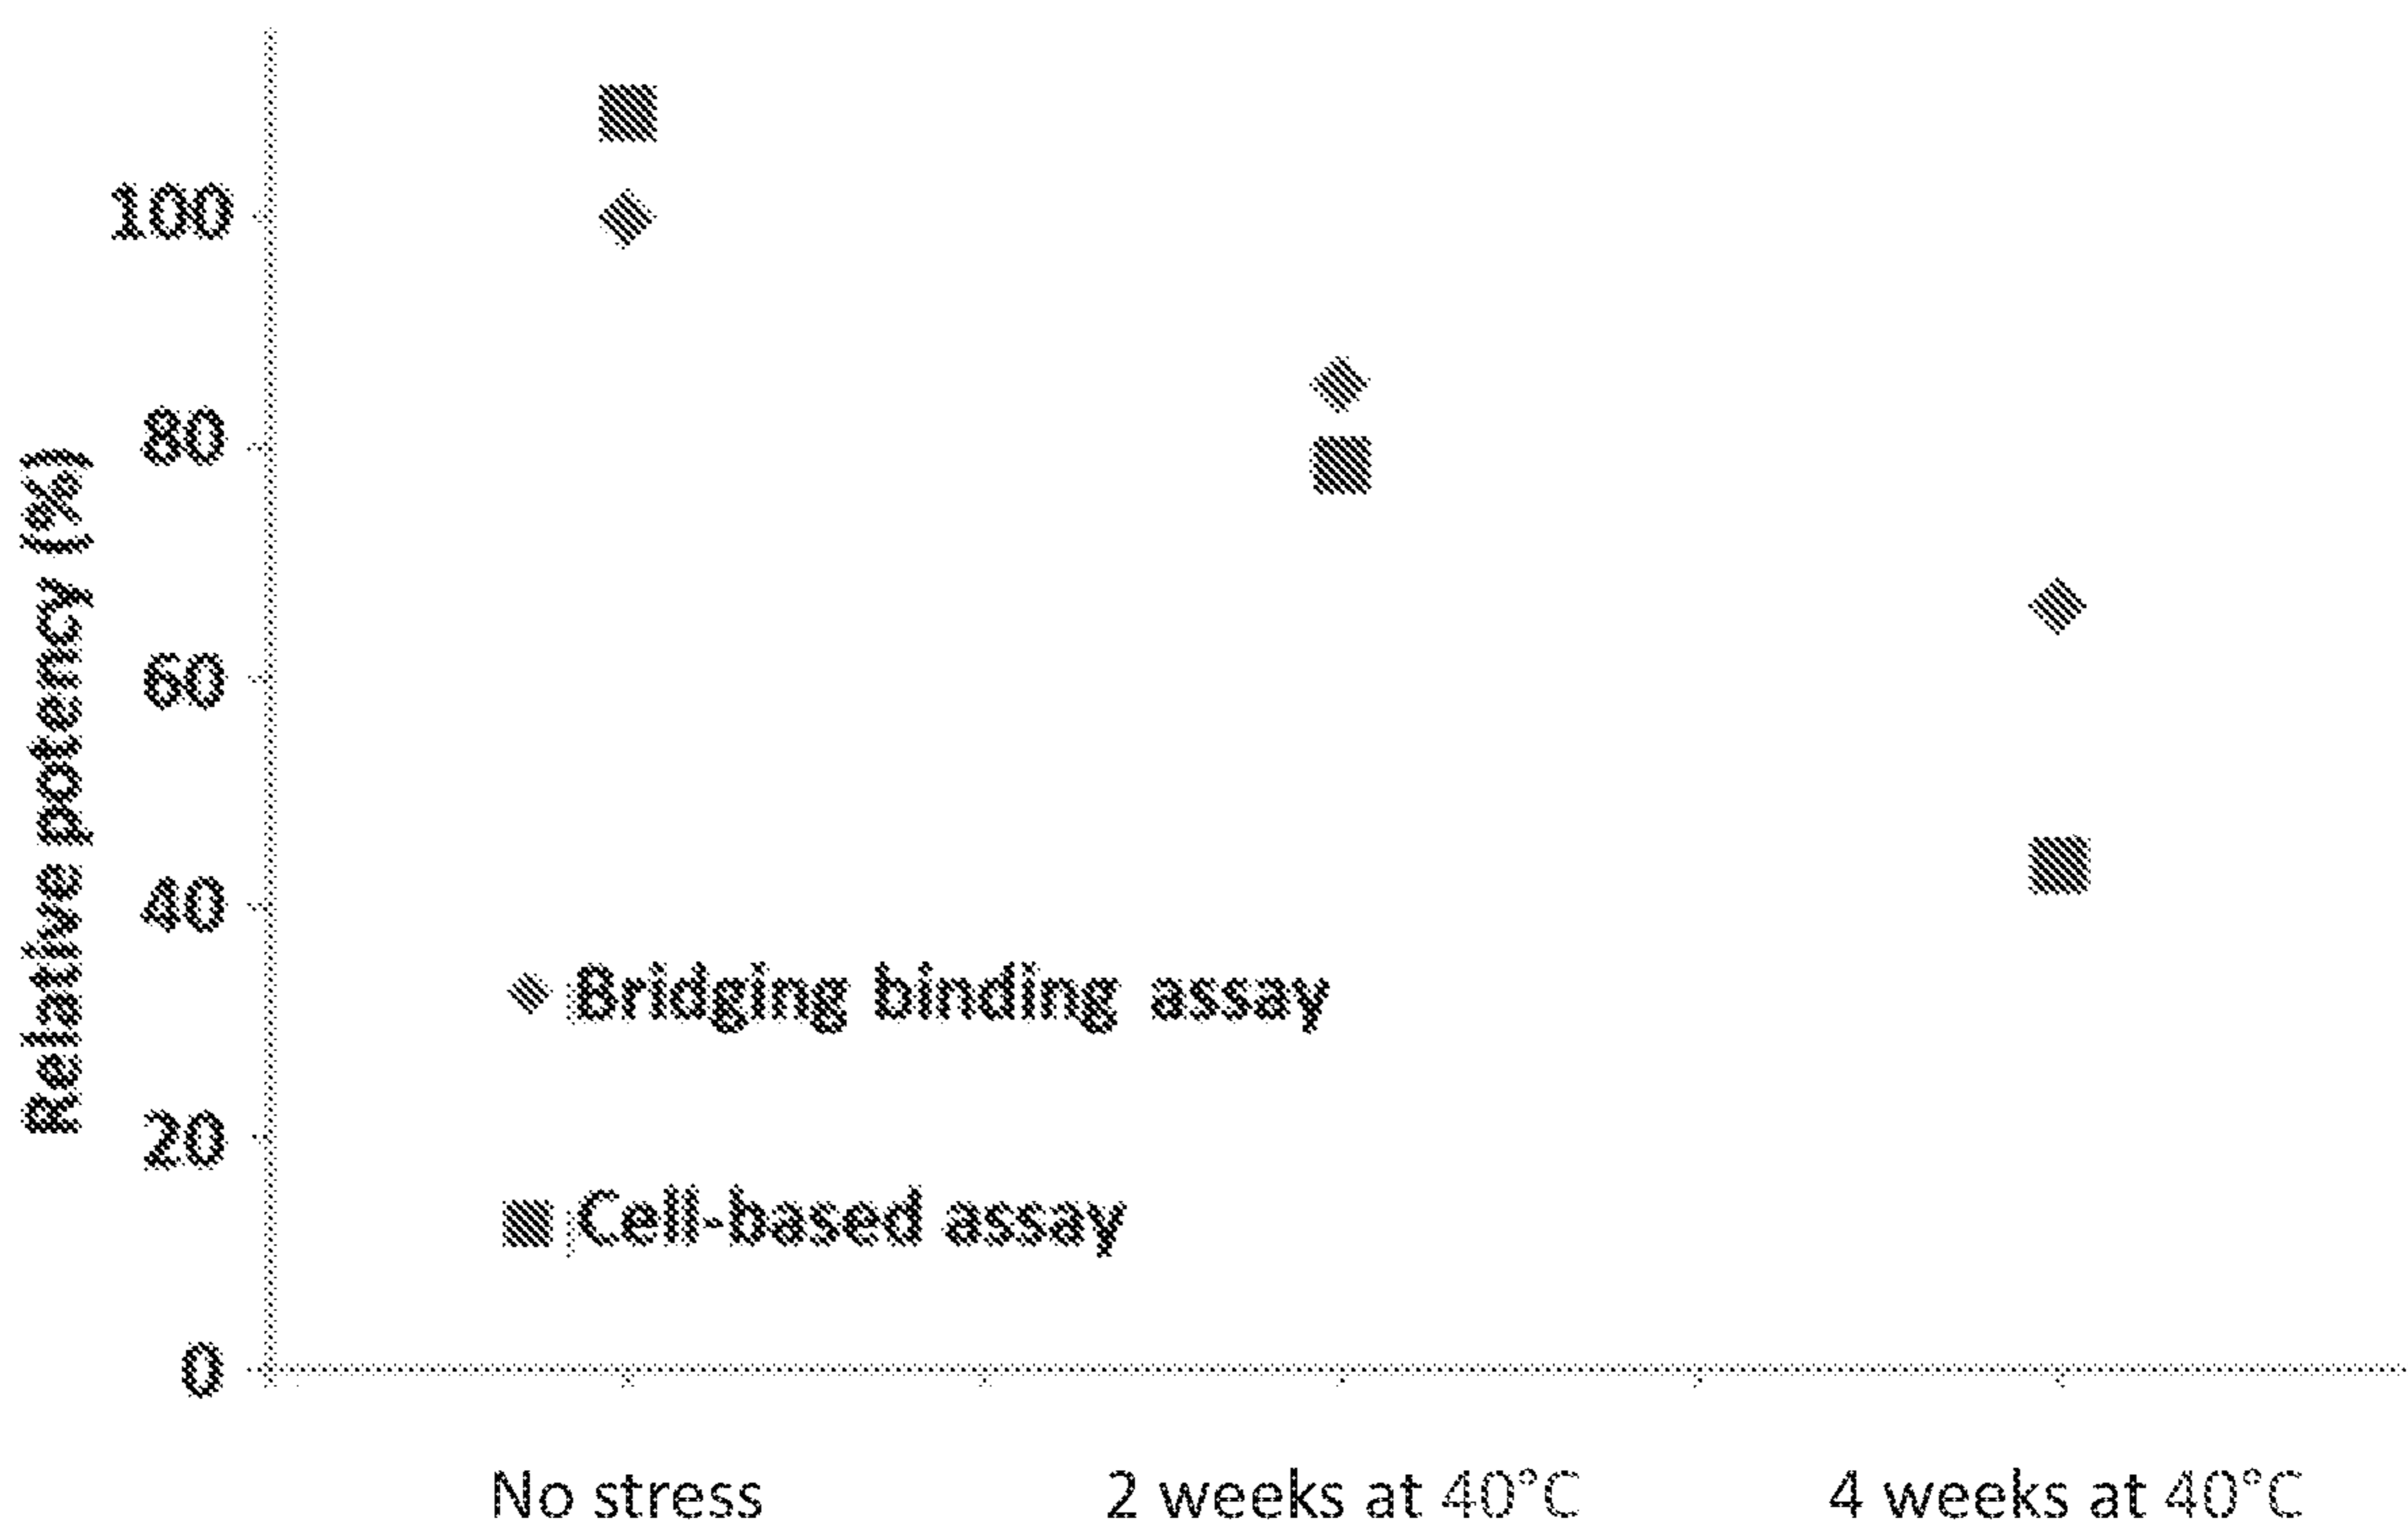 Relative potency (%)
100
80
60
40
20
0
Bridging binding assay
Cell-based assay
No stress
2 weeks at 40°C
4 weeks at 40°C